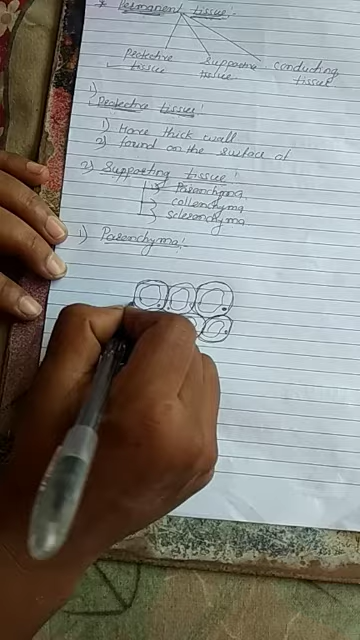 * Permanent tissue:
Protective tissue
Supportive tissue
Conducting tissue
1) Protective tissue:
1) Have thick wall
2) found on the surface of
2) Supporting tissue:
Parenchyma
Collenchyma
Sclerenchyma
1) Parenchyma: